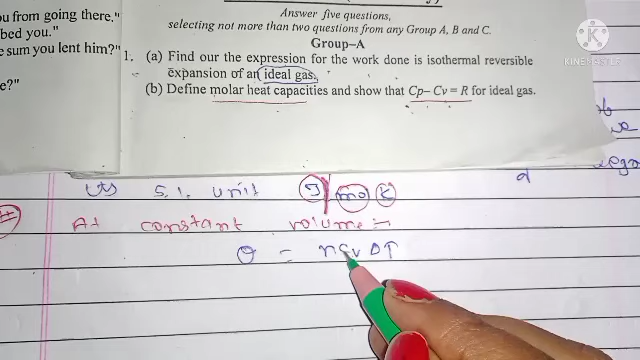 u from going there."
bed you."
e sum you lent him?"
e?"
Answer five questions,
selecting not more than two questions from any Group A, B and C.
Group–A
1. (a) Find our the expression for the work done is isothermal reversible
expansion of an ideal gas.
(b) Define molar heat capacities and show that Cp – Cv = R for ideal gas.
KINEMASTER
Its S.I. unit J mol K
At constant volume :-
Q = nCv ΔT